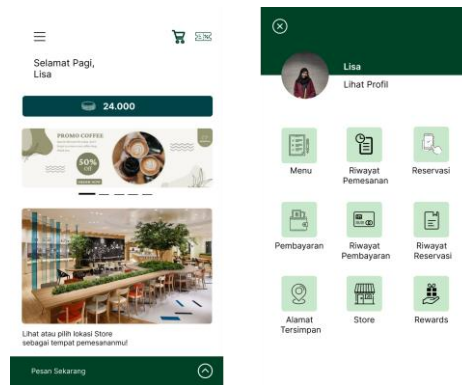 Selamat Pagi,
Lisa
24.000
PROMO COFFEE
50%
Off
Lihat atau pilih lokasi Store
sebagai tempat pemesananmu!
Pesan Sekarang
Lisa
Lihat Profil
Menu
Riwayat
Pemesanan
Reservasi
Pembayaran
Riwayat
Pembayaran
Riwayat
Reservasi
Alamat
Tersimpan
Store
Rewards